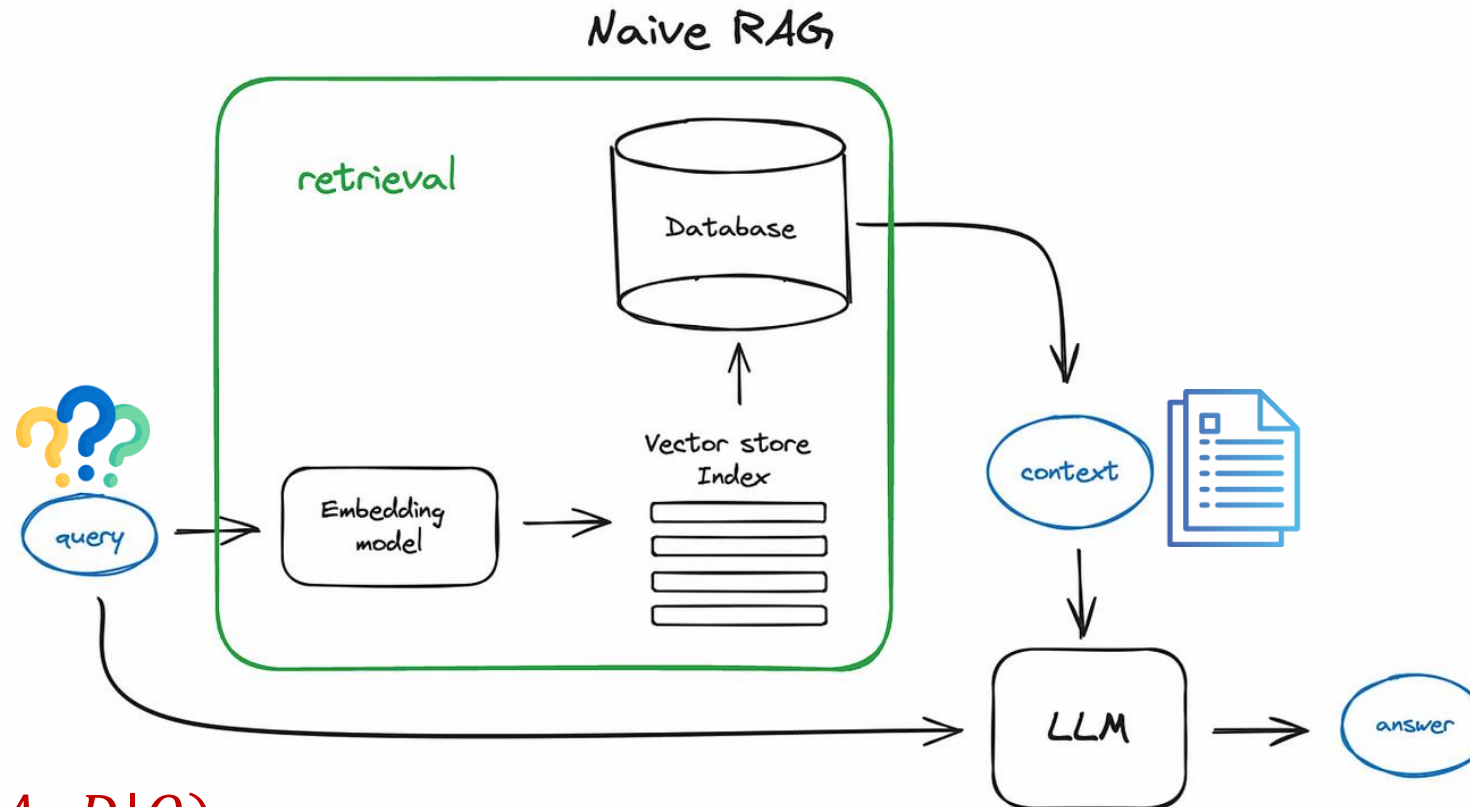 Naive RAG
retrieval
Database
Vector store
Index
Embedding
model
query
context
LLM
answer
A, D|Q)